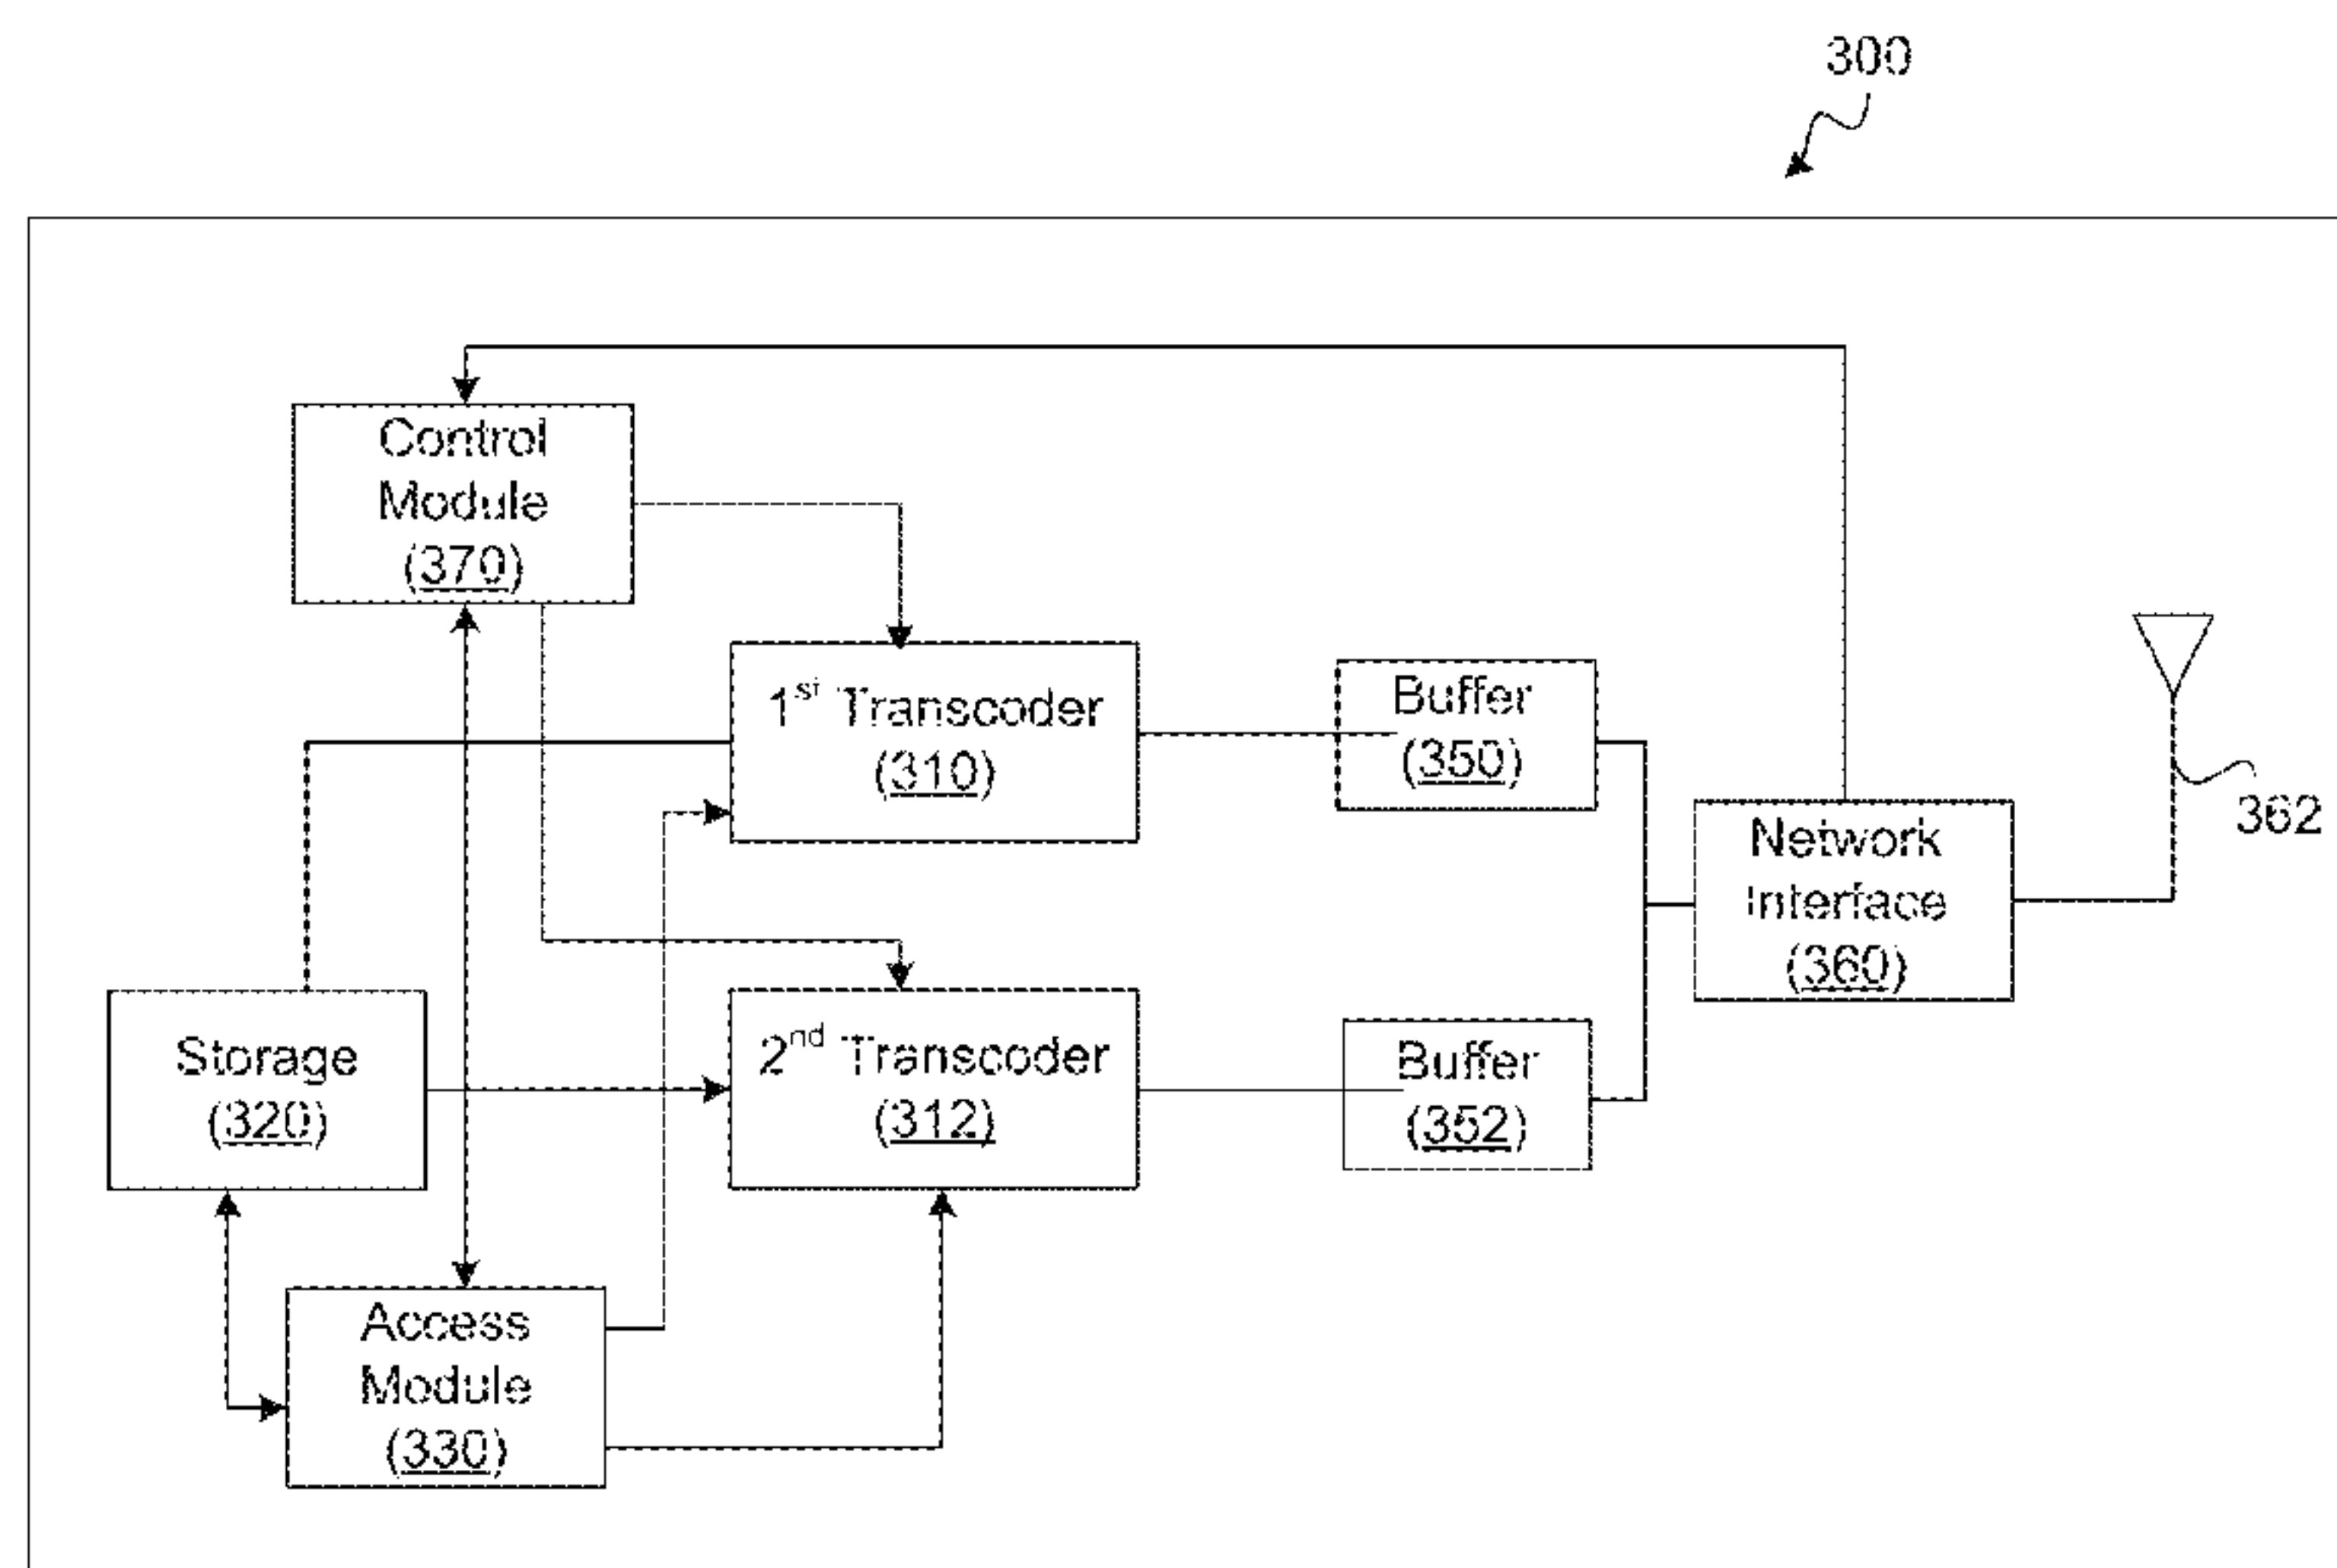 300
Control
Module
(370)
1st Transcoder
(310)
Buffer
(350)
Network
Interface
(360)
362
Storage
(320)
2nd Transcoder
(312)
Buffer
(352)
Access
Module
(330)